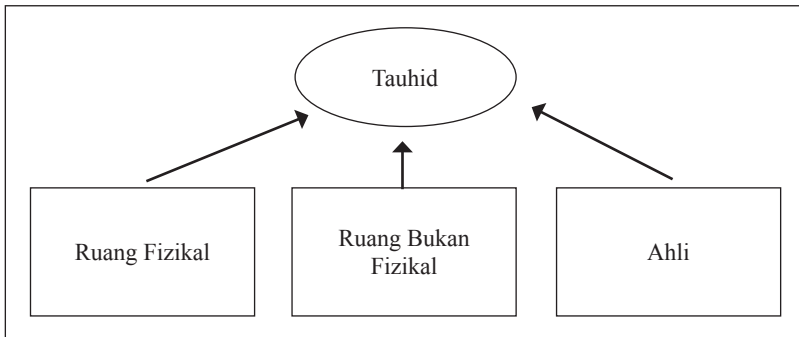 Tauhid
Ruang Fizikal
Ruang Bukan
Fizikal
Ahli